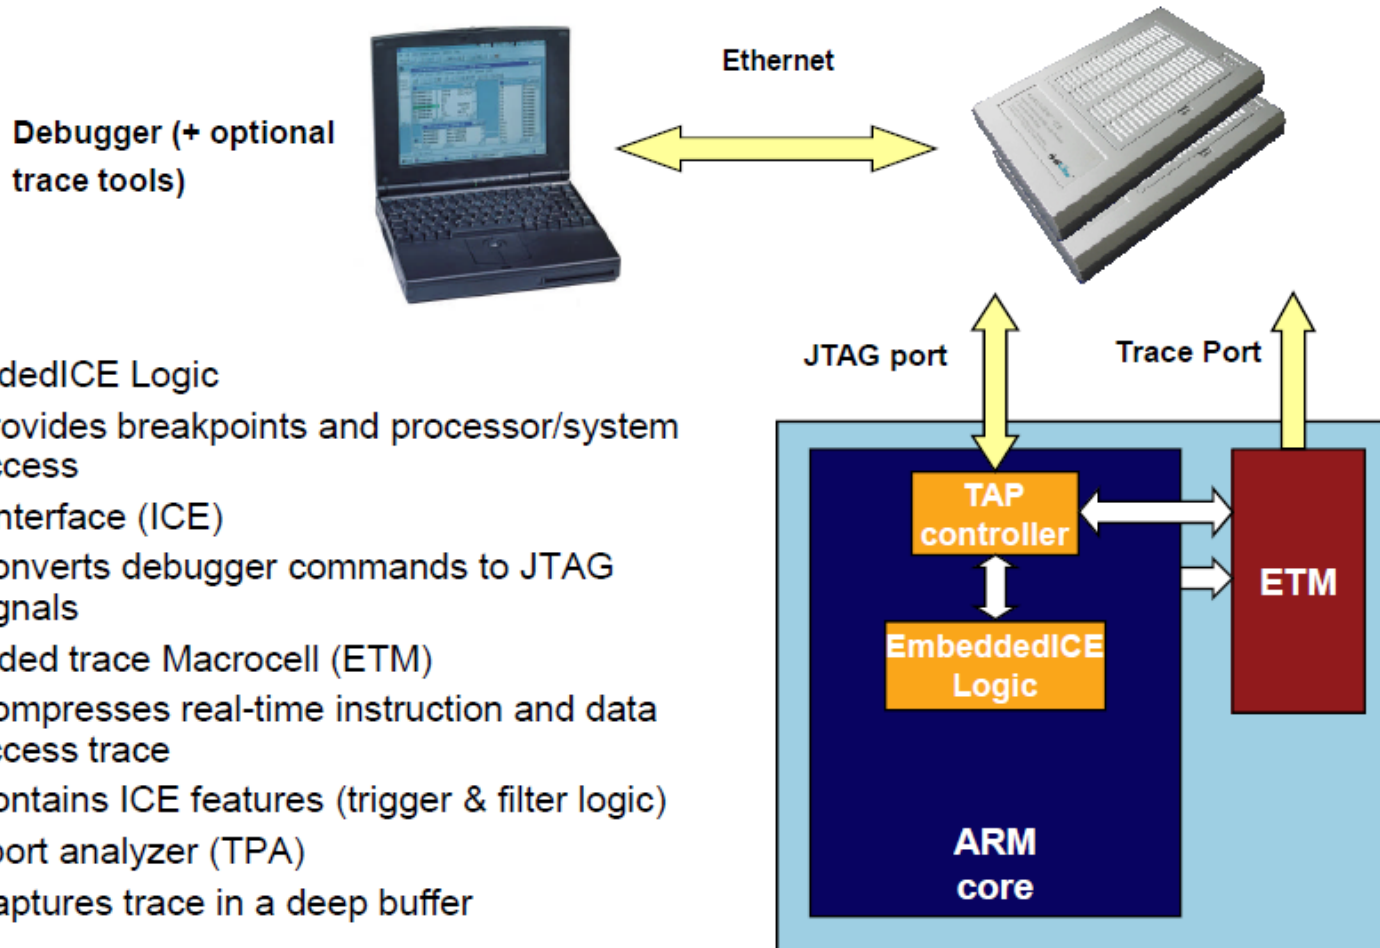 Ethernet
Debugger (+ optional
trace tools)
JTAG port
Trace Port
dedICE Logic
rovides breakpoints and processor/system
ccess
nterface (ICE)
onverts debugger commands to JTAG
gnals
ded trace Macrocell (ETM)
ompresses real-time instruction and data
ccess trace
ontains ICE features (trigger & filter logic)
ort analyzer (TPA)
aptures trace in a deep buffer
TAP
controller
ETM
EmbeddedICE
Logic
ARM
core